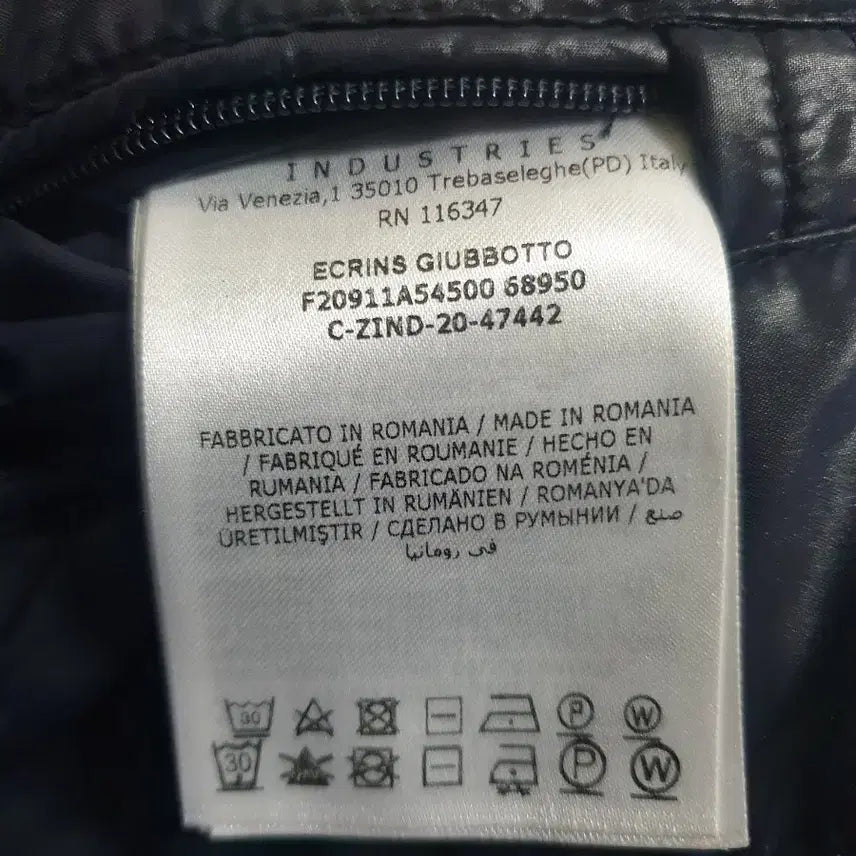 INDUSTRIES
Via Venezia,1 35010 Trebaseleghe(PD) Italy
RN 116347
ECRINS GIUBBOTTO
F20911A54500 68950
C-ZIND-20-47442
FABBRICATO IN ROMANIA / MADE IN ROMANIA
/ FABRIQUÉ EN ROUMANIE / HECHO EN
RUMANIA / FABRICADO NA ROMÉNIA /
HERGESTELLT IN RUMÄNIEN / ROMANYA'DA
ÜRETILMIŞTIR / СДЕЛАНО В РУМЫНИИ / صنع
في رومانيا
30 P W
30 P W